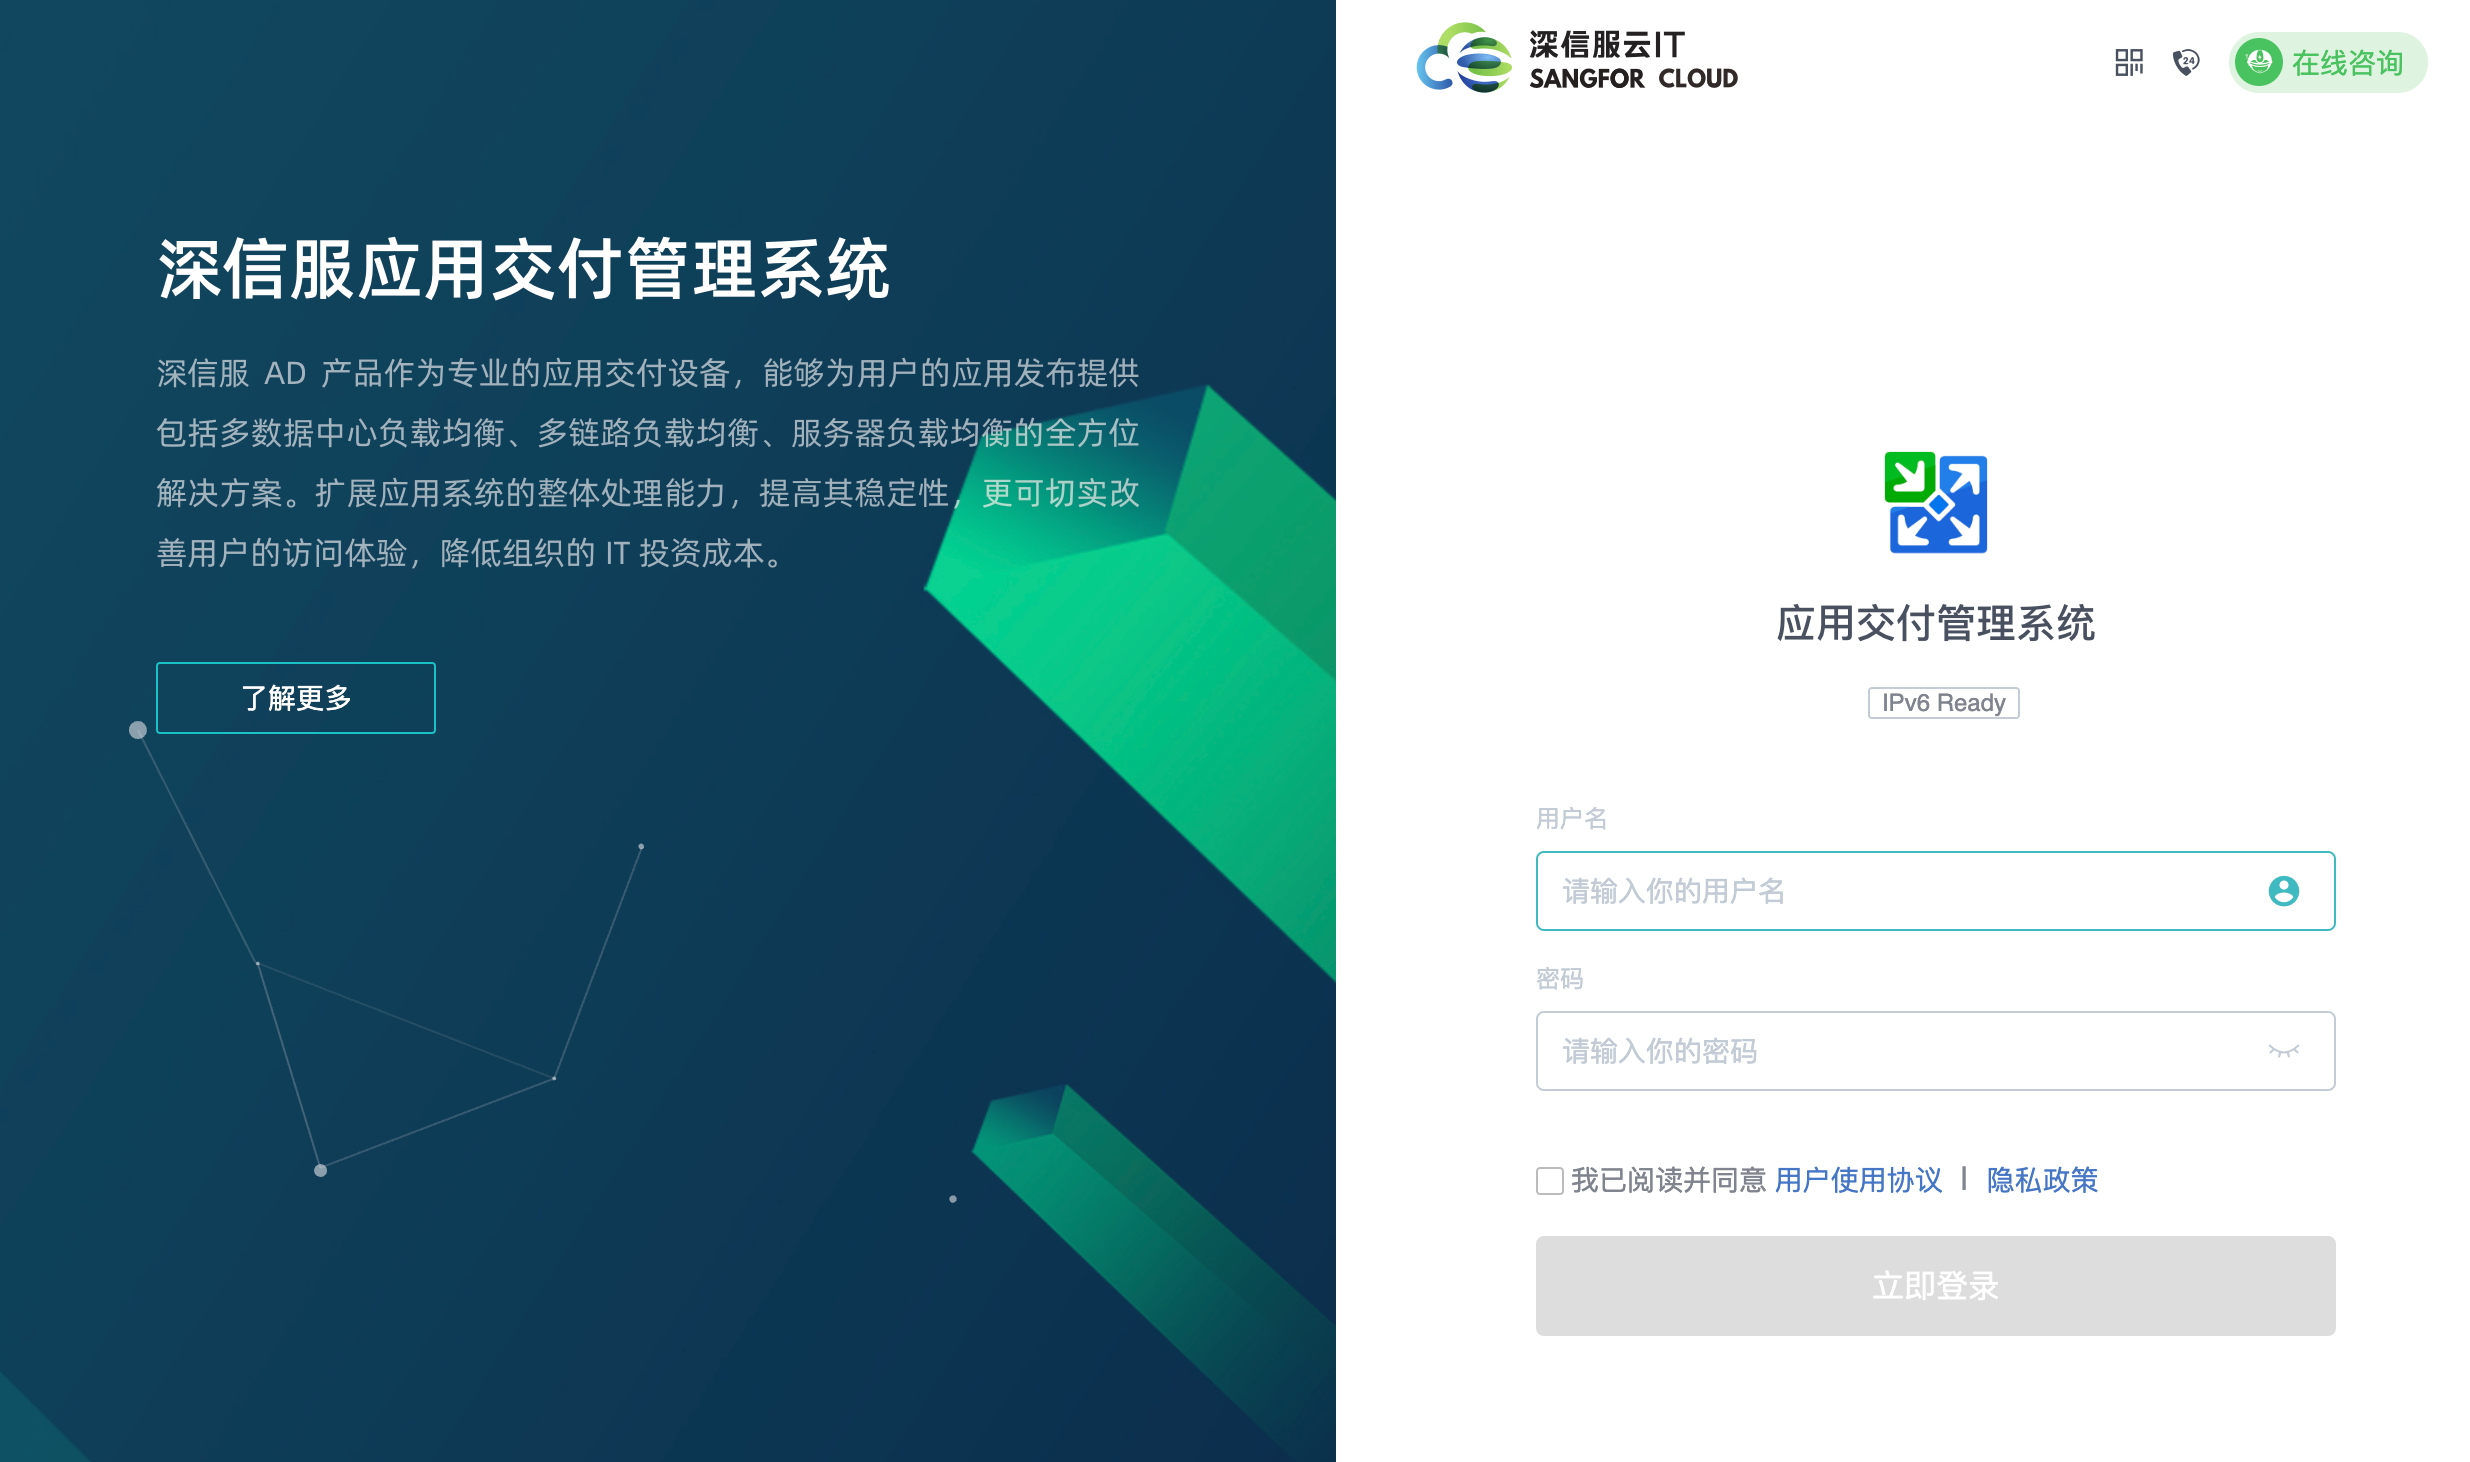 深信服应用交付管理系统
深信服 AD 产品作为专业的应用交付设备，能够为用户的应用发布提供
包括多数据中心负载均衡、多链路负载均衡、服务器负载均衡的全方位
解决方案。扩展应用系统的整体处理能力，提高其稳定性，更可切实改
善用户的访问体验，降低组织的 IT 投资成本。
了解更多
深信服云IT
SANGFOR CLOUD
24
在线咨询
应用交付管理系统
IPv6 Ready
用户名
请输入你的用户名
密码
请输入你的密码
我已阅读并同意 用户使用协议 | 隐私政策
立即登录